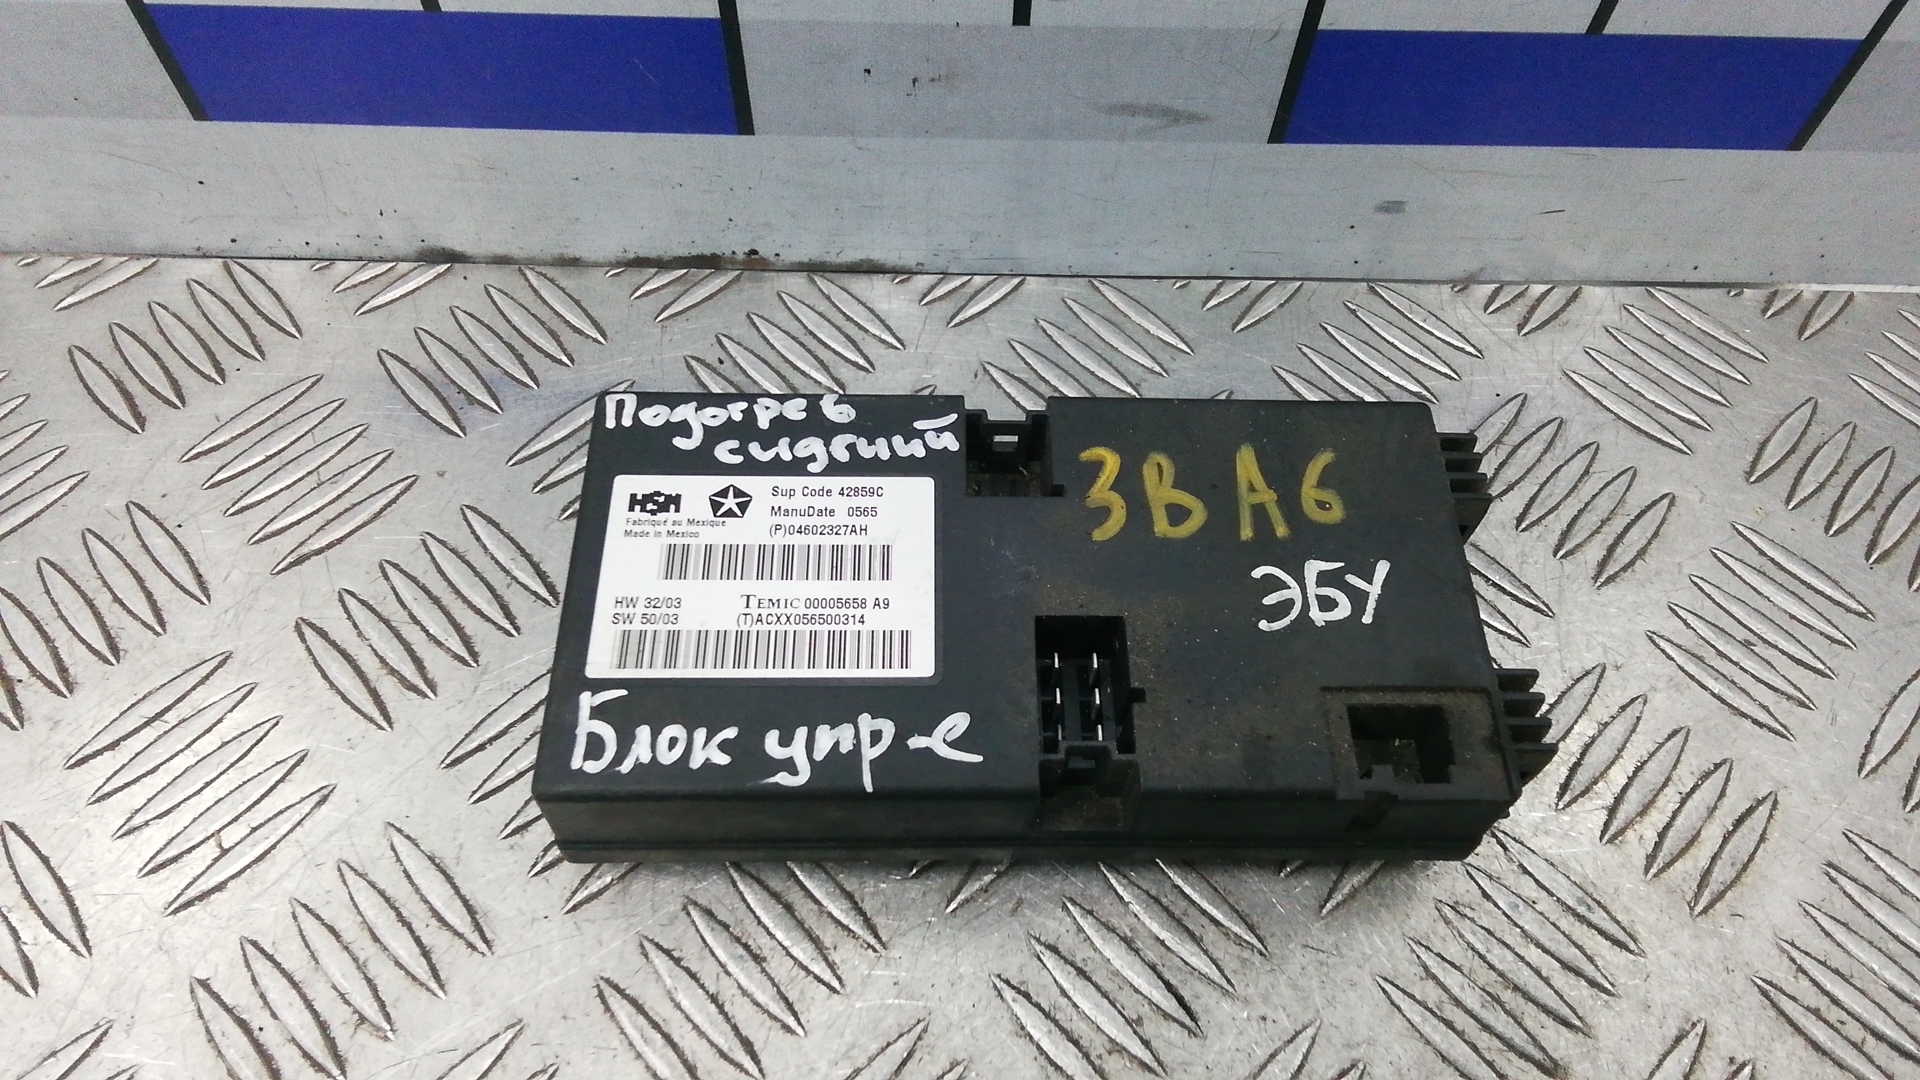 Подогрев
сидений
HSM
Sup Code 42859C
Fabriqué au Mexique
ManuDate 0565
Made in Mexico
(P)04602327AH
HW 32/03 TEMIC 00005658 A9
SW 50/03 (T)ACXX056500314
Блок упр-е
3BA6
ЭБУ